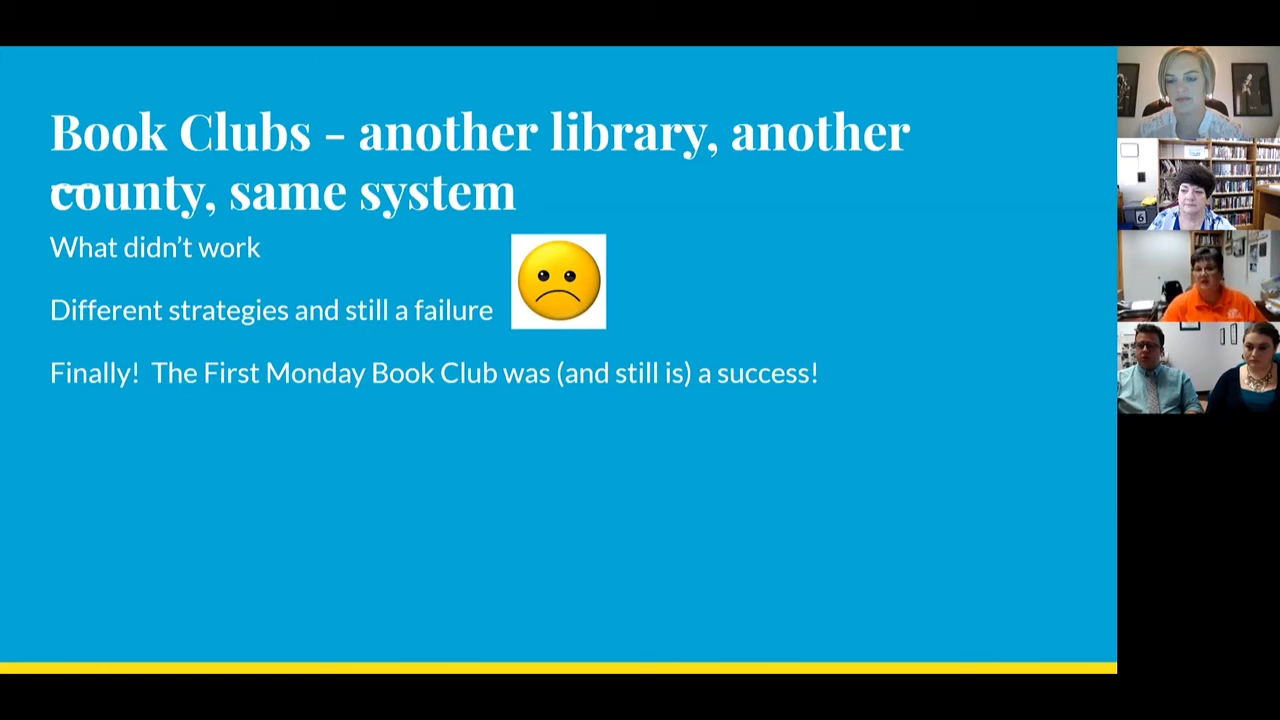 Book Clubs - another library, another
county, same system
What didn't work
Different strategies and still a failure
Finally!  The First Monday Book Club was (and still is) a success!
6